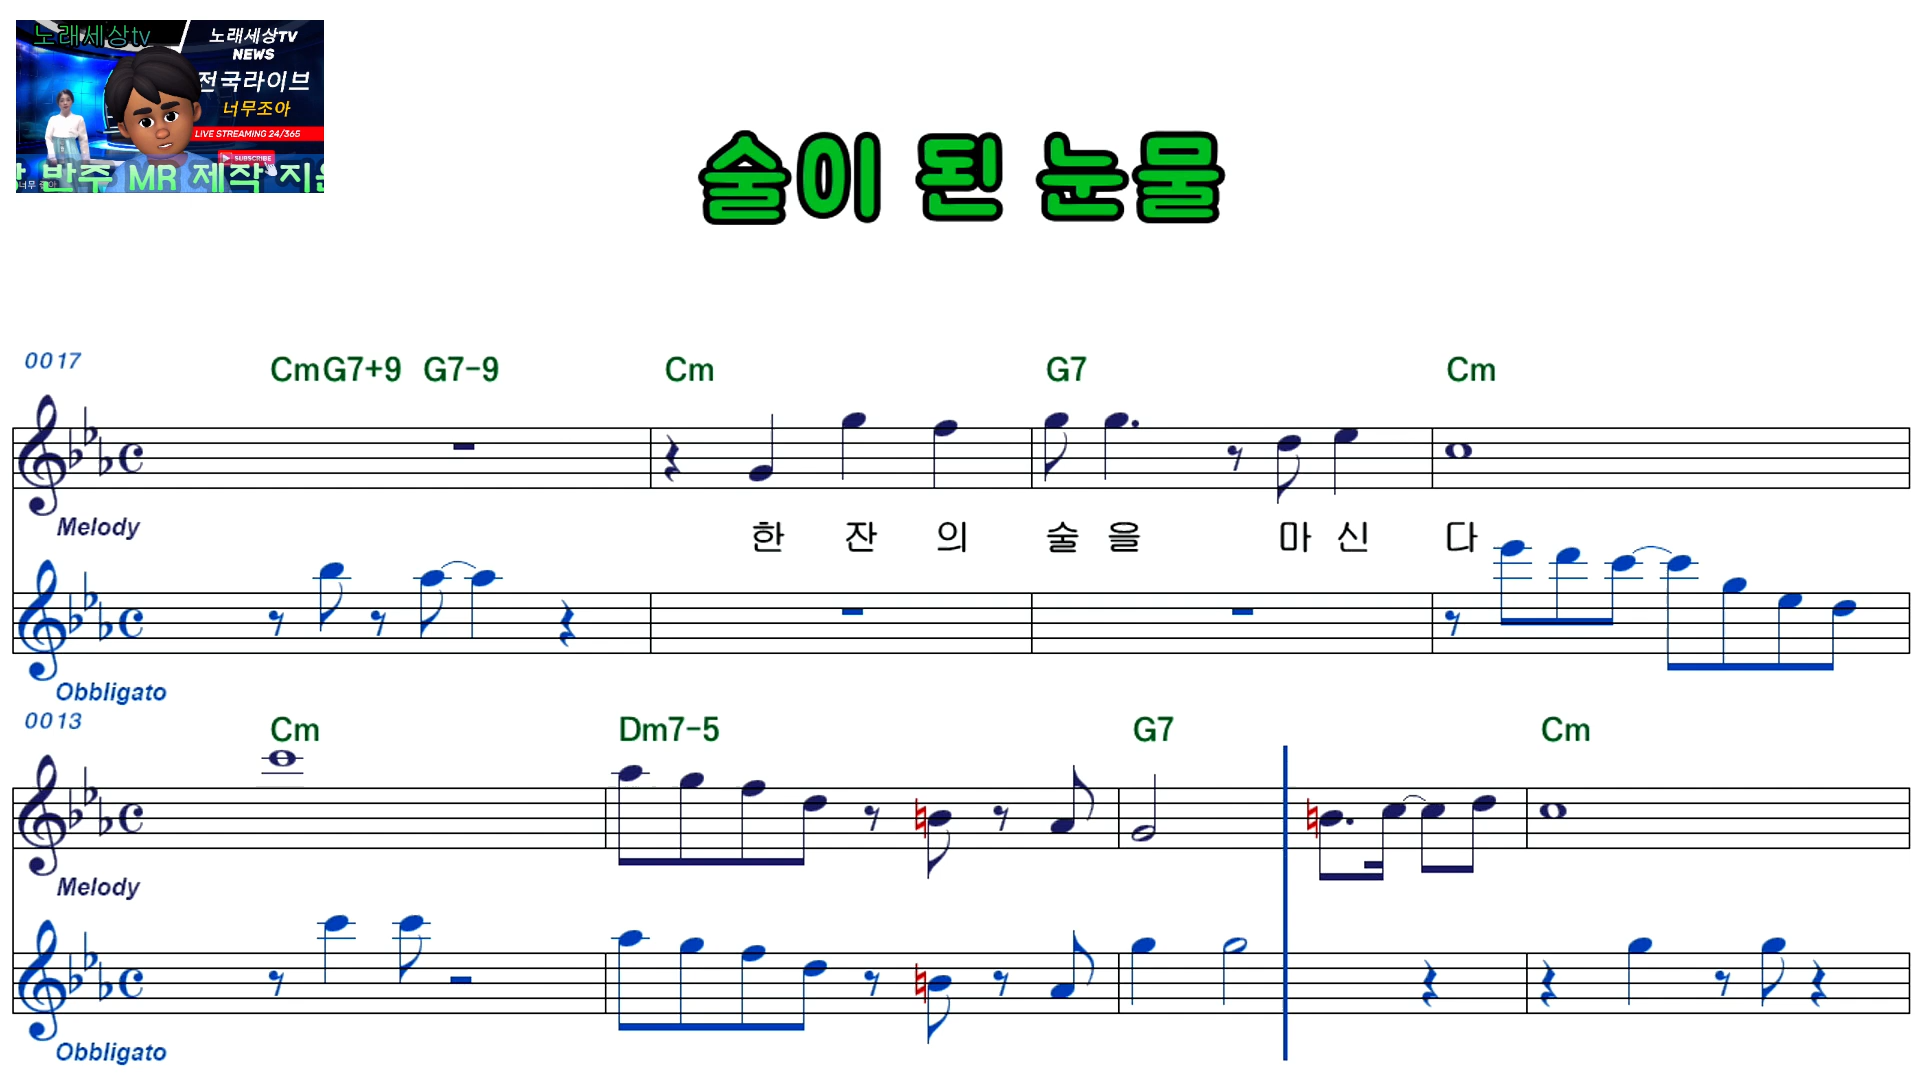 노래세상tv
노래세상TV
NEWS
전국라이브
너무조아
LIVE STREAMING 24/365
SUBSCRIBE
반주 MR 제작
술이 된 눈물
0017
Cm G7+9 G7-9 Cm G7 Cm
Melody
한 잔 의 술 을 마 신 다
Obbligato
0013
Cm Dm7-5 G7 Cm
Melody
Obbligato